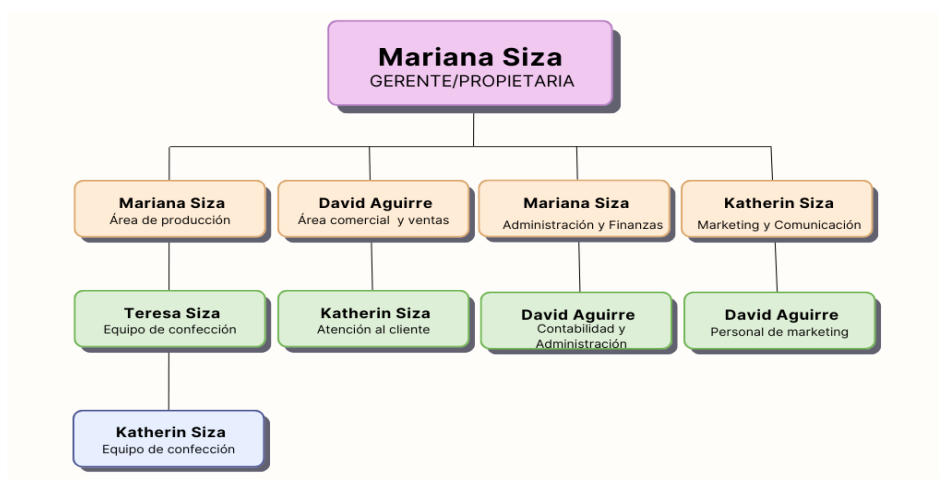 Mariana Siza
GERENTE/PROPIETARIA
Mariana Siza
Área de producción
David Aguirre
Área comercial y ventas
Mariana Siza
Administración y Finanzas
Katherin Siza
Marketing y Comunicación
Teresa Siza
Equipo de confección
Katherin Siza
Atención al cliente
David Aguirre
Contabilidad y
Administración
David Aguirre
Personal de marketing
Katherin Siza
Equipo de confección